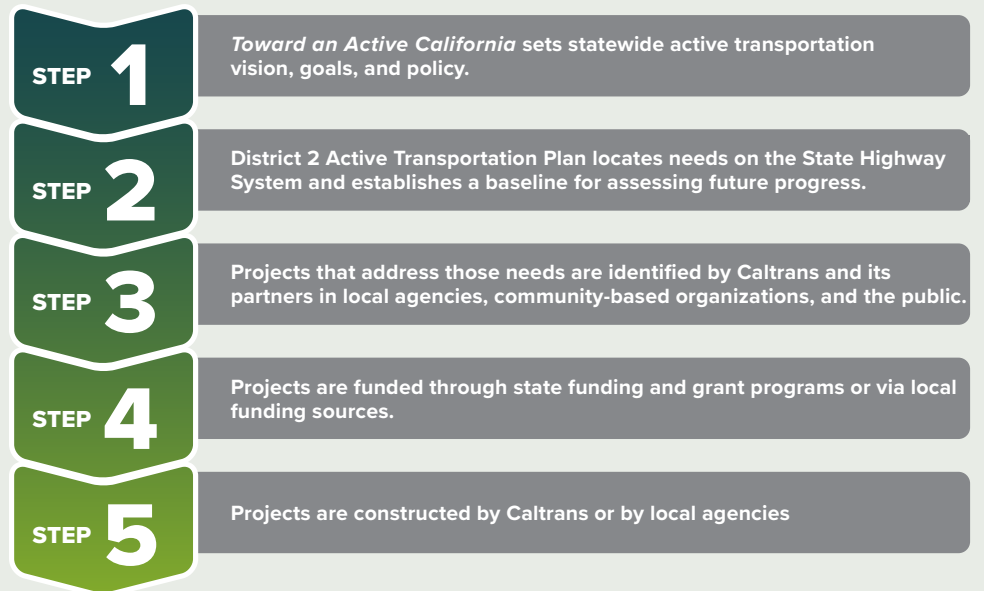 STEP 1
Toward an Active California sets statewide active transportation
vision, goals, and policy.
STEP 2
District 2 Active Transportation Plan locates needs on the State Highway
System and establishes a baseline for assessing future progress.
STEP 3
Projects that address those needs are identified by Caltrans and its
partners in local agencies, community-based organizations, and the public.
STEP 4
Projects are funded through state funding and grant programs or via local
funding sources.
STEP 5
Projects are constructed by Caltrans or by local agencies